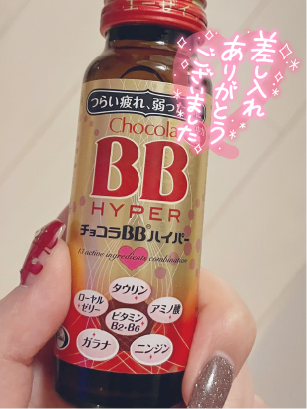 差し入れ
ありがとう
ございました
つらい疲れ、弱っ
Chocola
BB
HYPER
チョコラBB®ハイパー
13 active ingredients combination
タウリン
ローヤル
ゼリー
アミノ酸
ビタミン
B2・B6
ガラナ
ニンジン